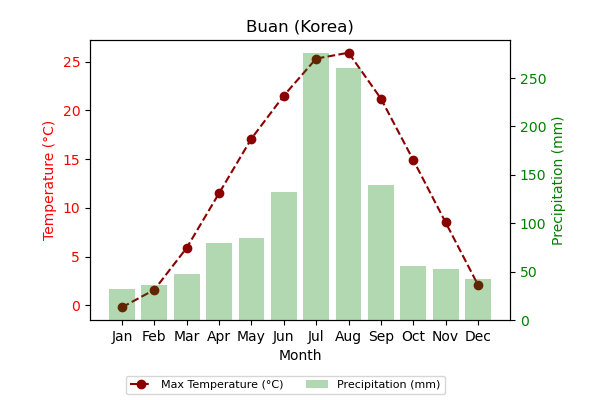 Buan (Korea)
25
20
15
10
5
0
Temperature (°C)
250
200
150
100
50
0
Precipitation (mm)
Jan Feb Mar Apr May Jun Jul Aug Sep Oct Nov Dec
Month
Max Temperature (°C) Precipitation (mm)